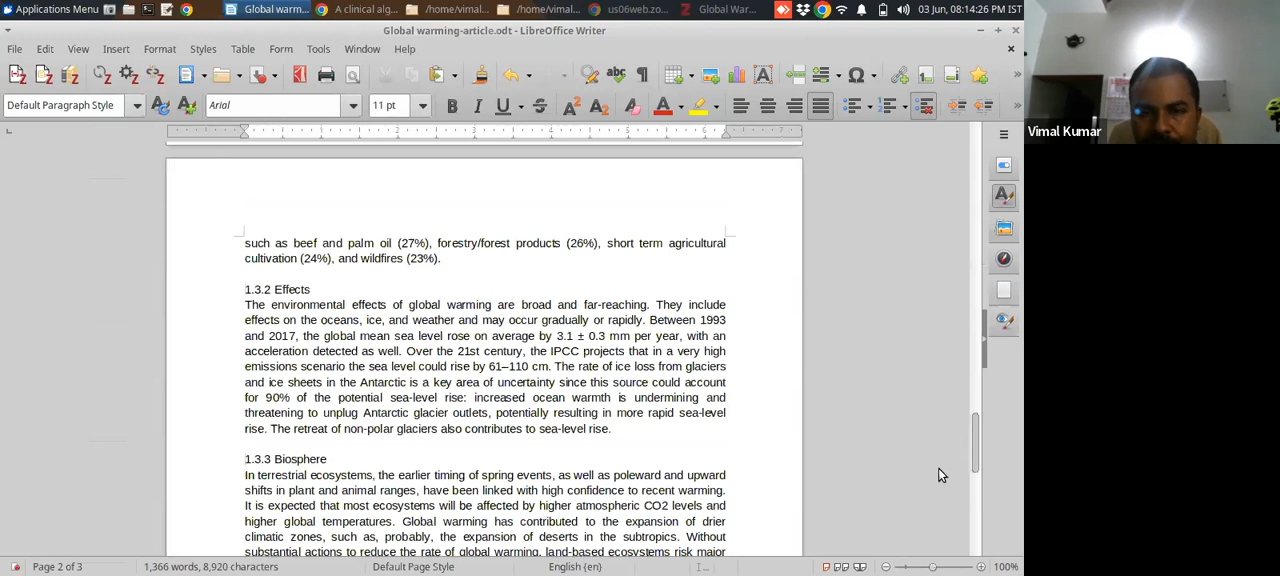 Applications Menu
Global warm...
A clinical alg...
/home/vimal...
/home/vimal...
us06web.zo...
Global War...
03 Jun, 08:14:26 IST
Global warming-article.odt - LibreOffice Writer
File Edit View Insert Format Styles Table Form Tools Window Help
Default Paragraph Style
Arial
11 pt
Vimal Kumar
such as beef and palm oil (27%), forestry/forest products (26%), short term agricultural
cultivation (24%), and wildfires (23%).
1.3.2 Effects
The environmental effects of global warming are broad and far-reaching. They include
effects on the oceans, ice, and weather and may occur gradually or rapidly. Between 1993
and 2017, the global mean sea level rose on average by 3.1 ± 0.3 mm per year, with an
acceleration detected as well. Over the 21st century, the IPCC projects that in a very high
emissions scenario the sea level could rise by 61–110 cm. The rate of ice loss from glaciers
and ice sheets in the Antarctic is a key area of uncertainty since this source could account
for 90% of the potential sea-level rise: increased ocean warmth is undermining and
threatening to unplug Antarctic glacier outlets, potentially resulting in more rapid sea-level
rise. The retreat of non-polar glaciers also contributes to sea-level rise.
1.3.3 Biosphere
In terrestrial ecosystems, the earlier timing of spring events, as well as poleward and upward
shifts in plant and animal ranges, have been linked with high confidence to recent warming.
It is expected that most ecosystems will be affected by higher atmospheric CO2 levels and
higher global temperatures. Global warming has contributed to the expansion of drier
climatic zones, such as, probably, the expansion of deserts in the subtropics. Without
substantial actions to reduce the rate of global warming, land-based ecosystems risk major
Page 2 of 3
1,366 words, 8,920 characters
Default Page Style
English {en}
100%